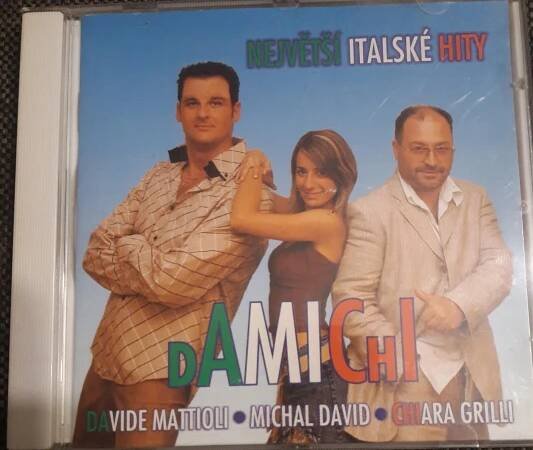 NEJVĚTŠÍ ITALSKÉ HITY
DAMICHI
DAVIDE MATTIOLI • MICHAL DAVID • CHIARA GRILLI